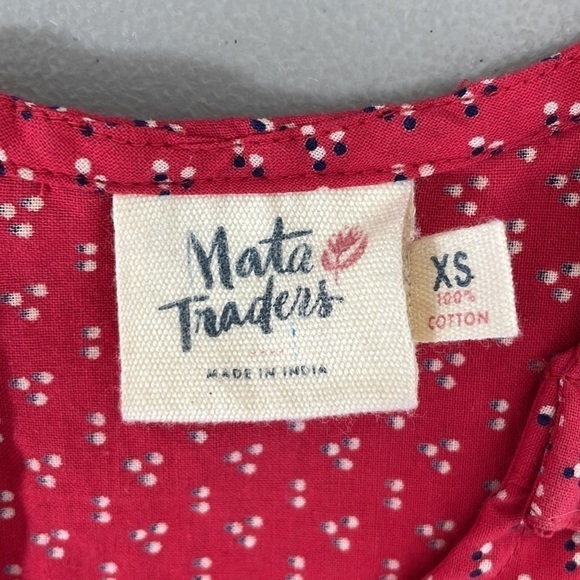 Mata
Traders
MADE IN INDIA
XS
100%
COTTON